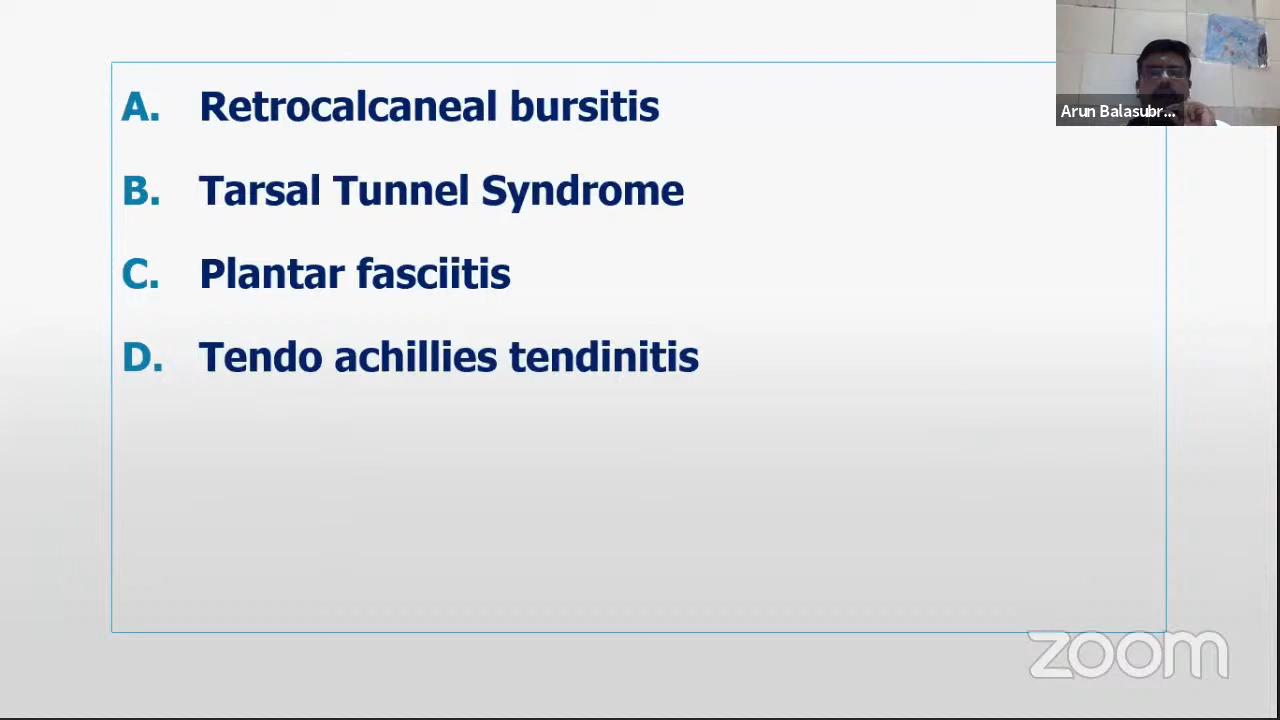 A. Retrocalcaneal bursitis
B. Tarsal Tunnel Syndrome
C. Plantar fasciitis
D. Tendo achillies tendinitis
Arun Balasubr...
zoom